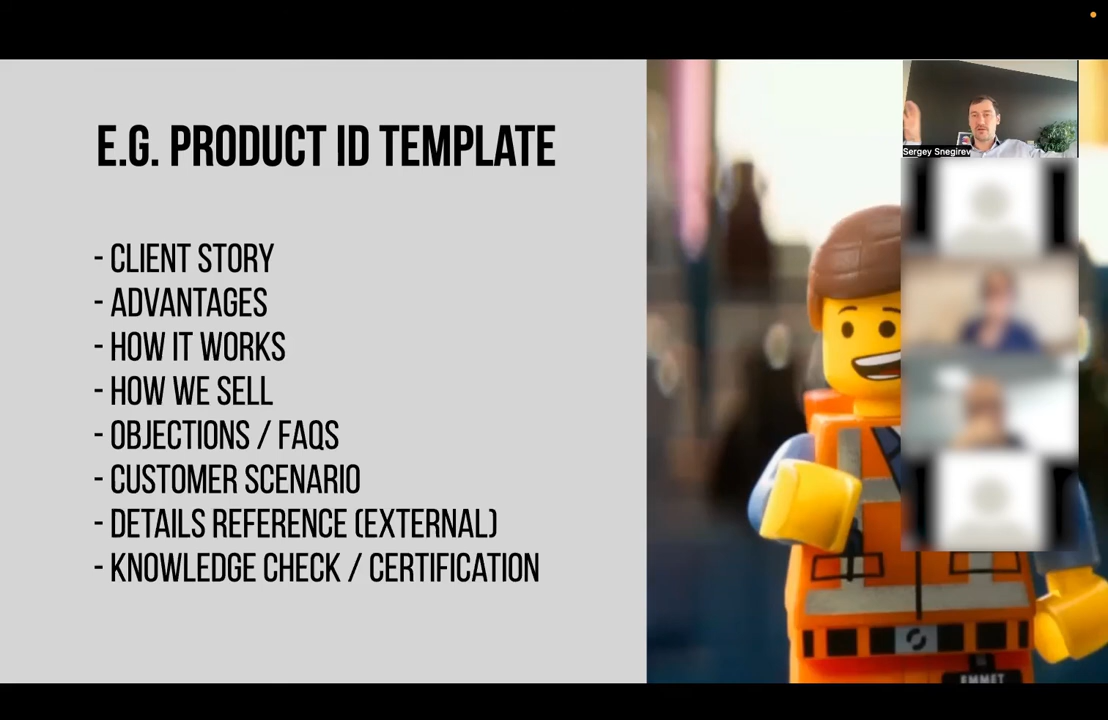 E.G. PRODUCT ID TEMPLATE
Sergey Snegirev
- CLIENT STORY
- ADVANTAGES
- HOW IT WORKS
- HOW WE SELL
- OBJECTIONS / FAQS
- CUSTOMER SCENARIO
- DETAILS REFERENCE (EXTERNAL)
- KNOWLEDGE CHECK / CERTIFICATION
EMMET